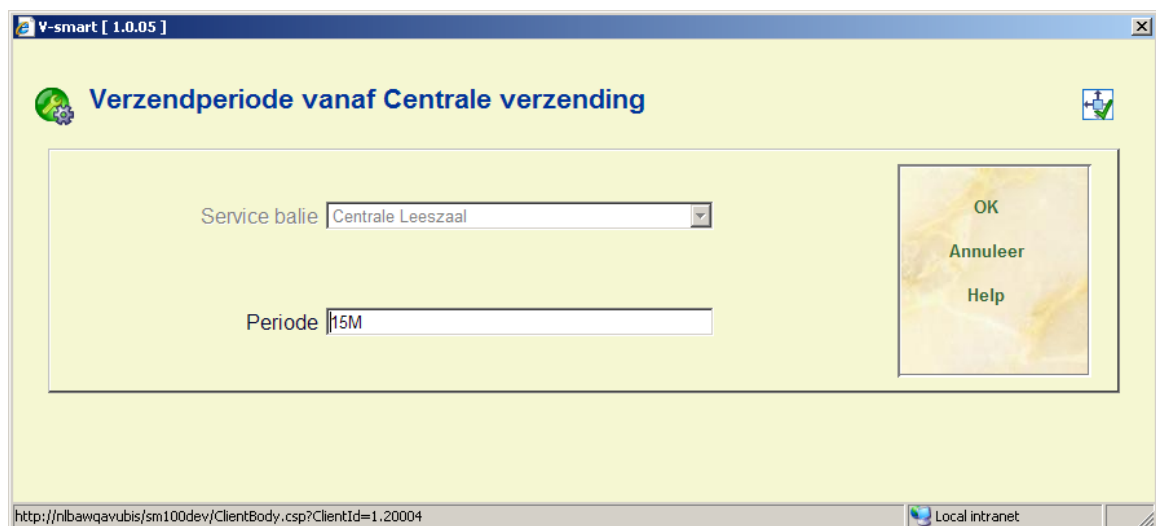 V-smart [ 1.0.05 ]
Verzendperiode vanaf Centrale verzending
Service balie Centrale Leeszaal
Periode 15M
OK
Annuleer
Help
http://nlbawqavubis/sm100dev/ClientBody.csp?ClientId=1.20004
Local intranet